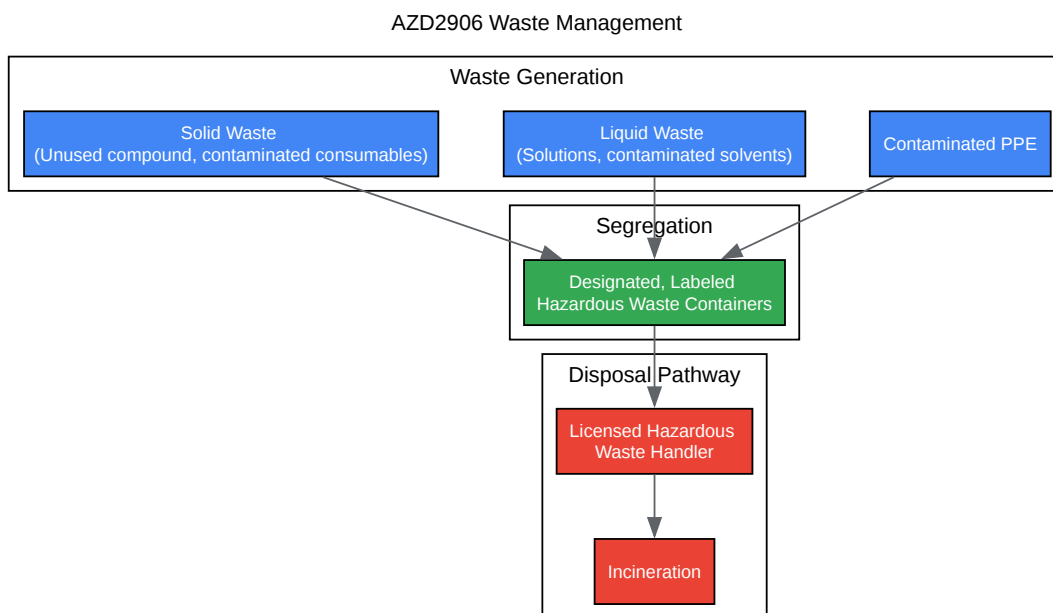 AZD2906 Waste Management
Waste Generation
Solid Waste
(Unused compound, contaminated consumables)
Liquid Waste
(Solutions, contaminated solvents)
Contaminated PPE
Segregation
Designated, Labeled
Hazardous Waste Containers
Disposal Pathway
Licensed Hazardous
Waste Handler
Incineration